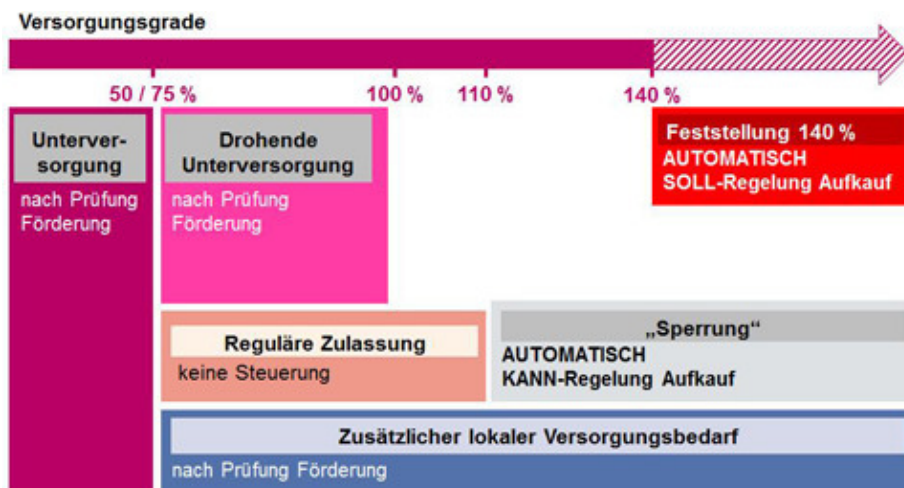 Versorgungsgrade
50 / 75 %
100 %
110 %
140 %
Unterver-
sorgung
nach Prüfung
Förderung
Drohende
Unterversorgung
nach Prüfung
Förderung
Feststellung 140 %
AUTOMATISCH
SOLL-Regelung Aufkauf
Reguläre Zulassung
keine Steuerung
„Sperrung“
AUTOMATISCH
KANN-Regelung Aufkauf
Zusätzlicher lokaler Versorgungsbedarf
nach Prüfung Förderung